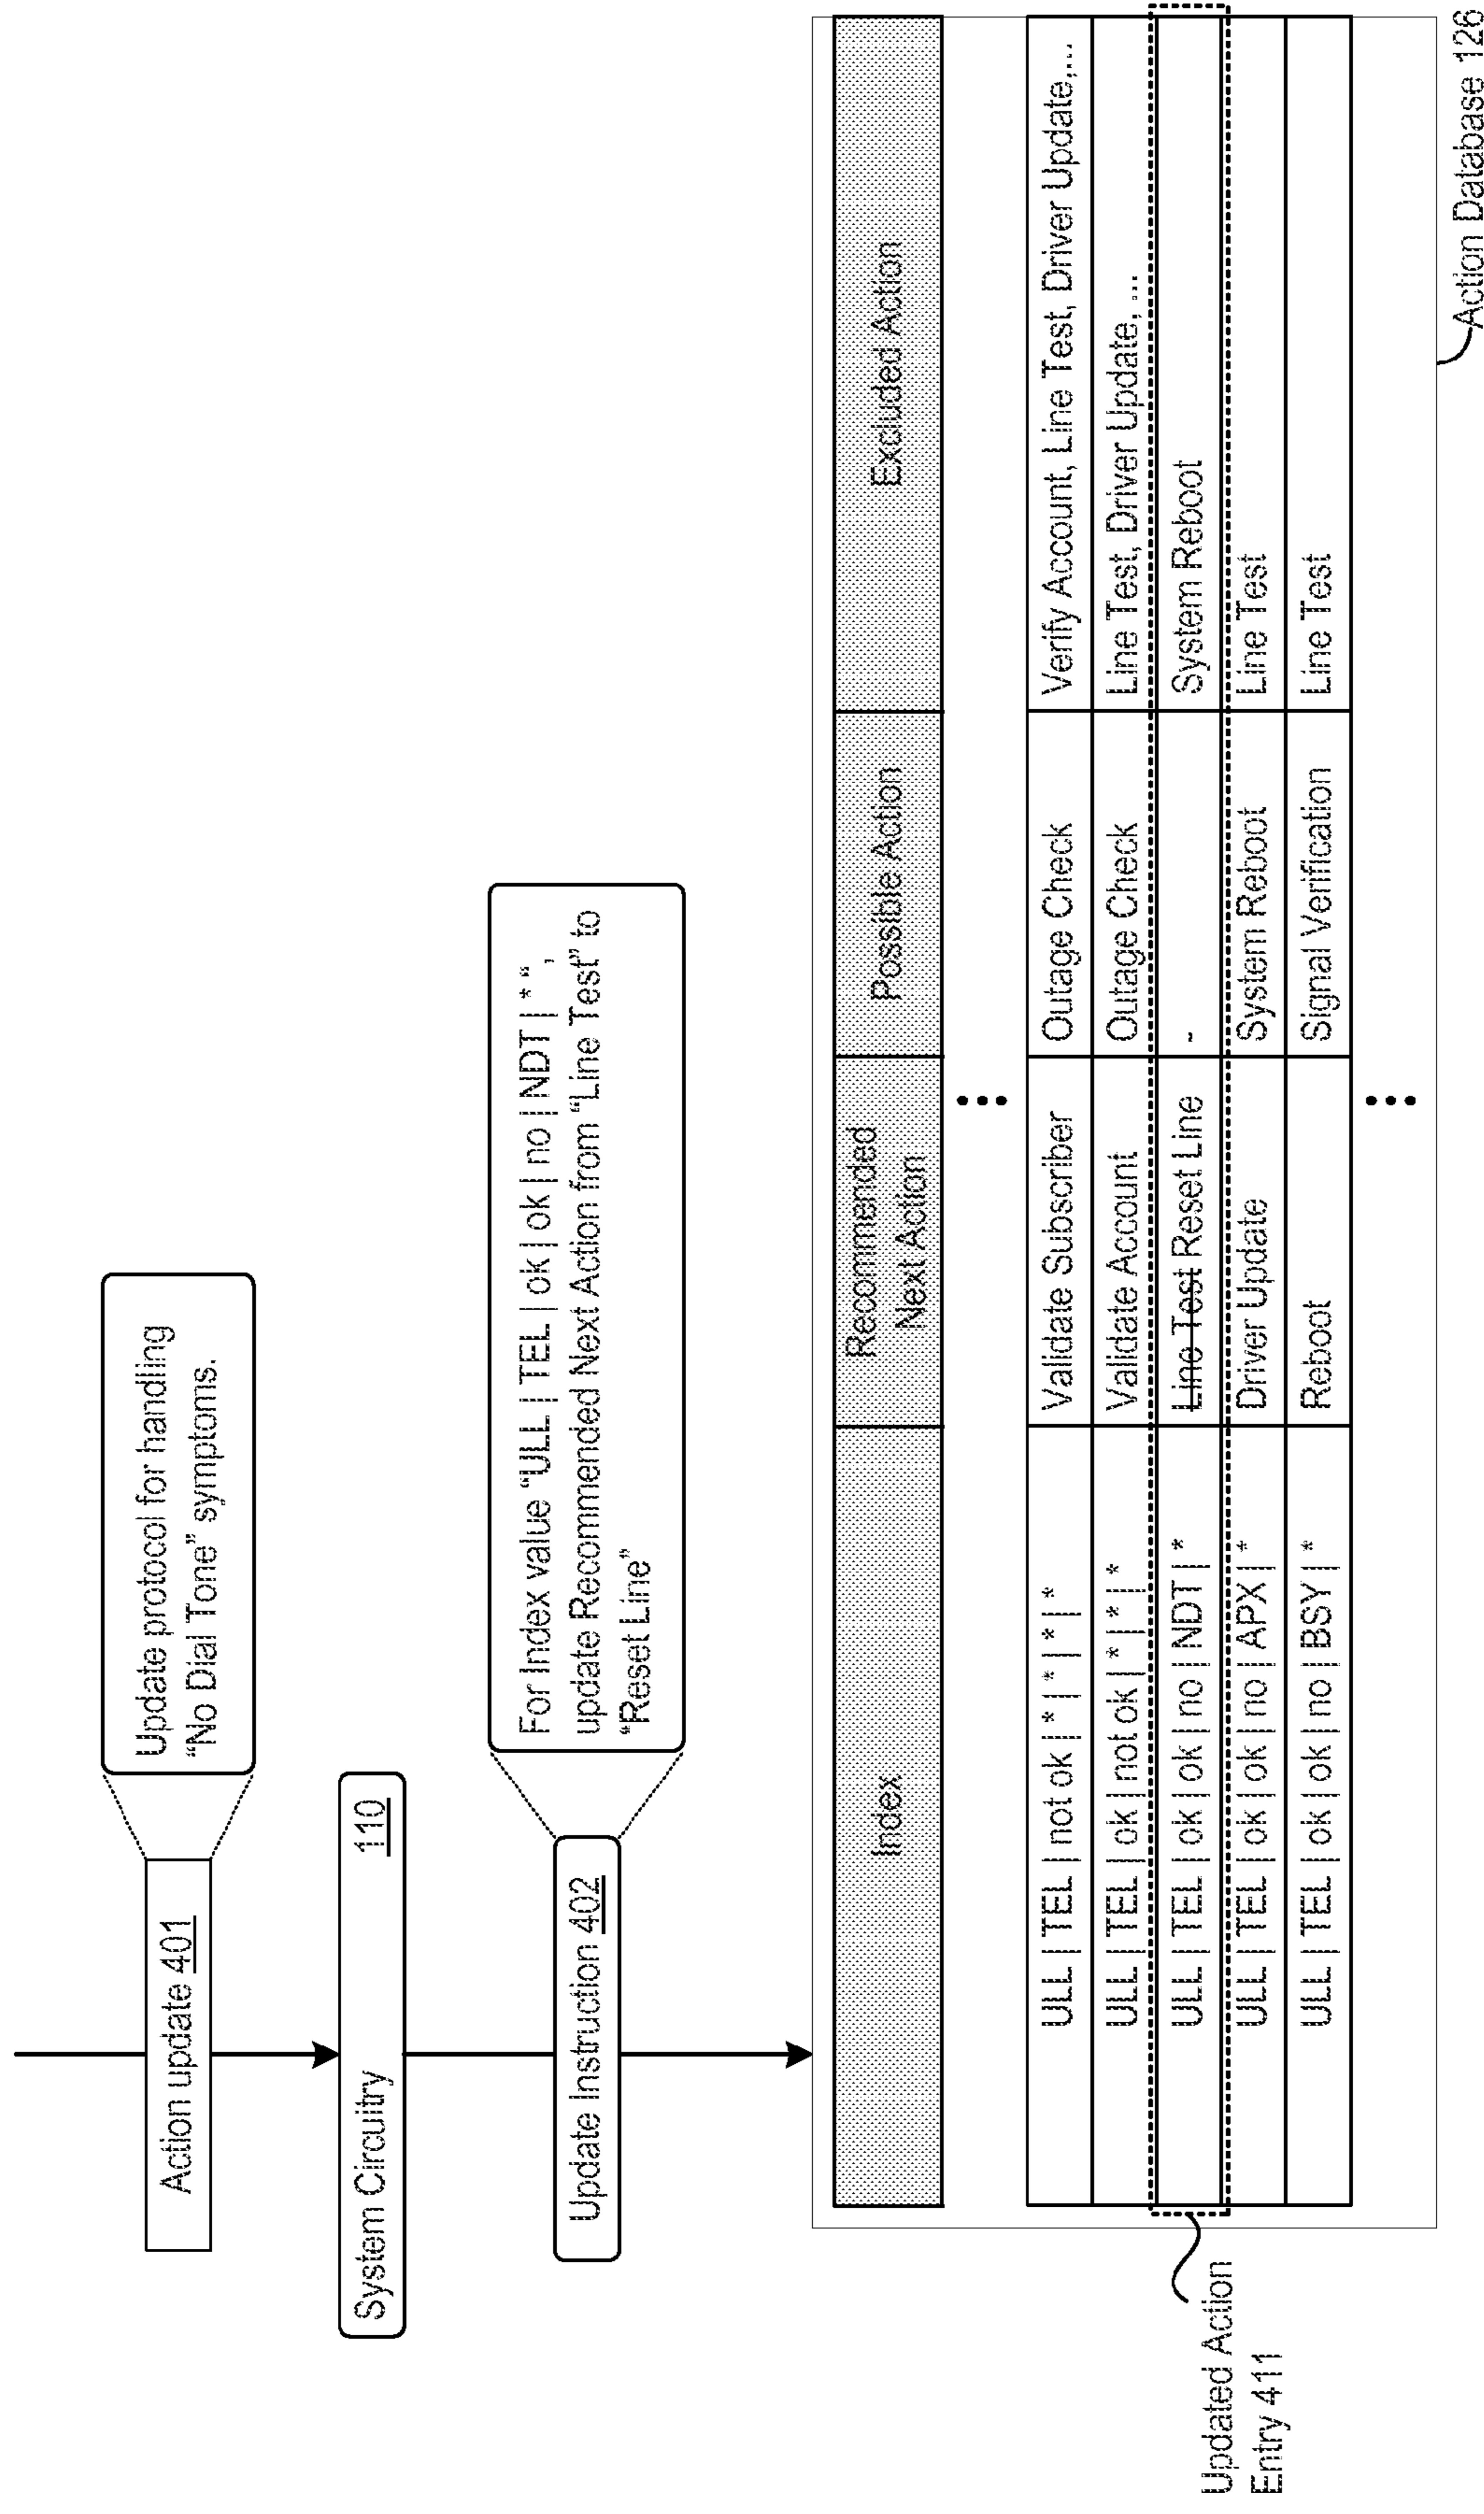 Action update 401
Update protocol for handling
“No Dial Tone” symptoms.
System Circuitry 110
Update Instruction 402
For Index value “ULL | TEL | ok | ok | no | NDT | * “,
update Recommended Next Action from “Line Test” to
“Reset Line”
Index
Recommended
Next Action
Possible Action
Excluded Action
ULL | TEL | not ok | * | * | * | *
Validate Subscriber
Outage Check
Verify Account, Line Test, Driver Update,...
ULL | TEL | ok | not ok | * | * | *
Validate Account
Outage Check
Line Test, Driver Update, ...
ULL | TEL | ok | ok | no | NDT | *
Line Test Reset Line
-
System Reboot
ULL | TEL | ok | ok | no | APX | *
Driver Update
System Reboot
Line Test
ULL | TEL | ok | ok | no | BSY | *
Reboot
Signal Verification
Line Test
Updated Action
Entry 411
Action Database 126